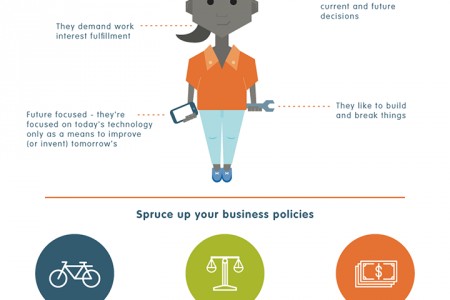 current and future
decisions
They demand work
interest fulfillment
They like to build
and break things
Future focused - they're
focused on today's technology
only as a means to improve
(or invent) tomorrow's
Spruce up your business policies
$